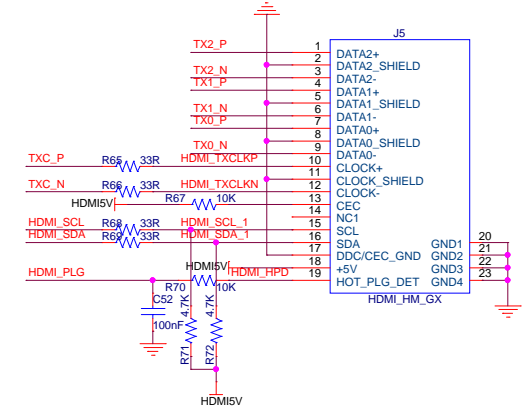 J5
TX2_P 1 DATA2+
2 DATA2_SHIELD
TX2_N 3 DATA2-
TX1_P 4 DATA1+
5 DATA1_SHIELD
TX1_N 6 DATA1-
TX0_P 7 DATA0+
8 DATA0_SHIELD
TX0_N 9 DATA0-
TXC_P R65 33R HDMI_TXCLKP 10 CLOCK+
11 CLOCK_SHIELD
TXC_N R66 33R HDMI_TXCLKN 12 CLOCK-
HDMI5V R67 10K 13 CEC
14 NC1
HDMI_SCL R68 33R HDMI_SCL_1 15 SCL
HDMI_SDA R69 33R HDMI_SDA_1 16 SDA GND1 20
17 DDC/CEC_GND GND2 21
HDMI5V 18 +5V GND3 22
HDMI_PLG HDMI_HPD 19 HOT_PLG_DET GND4 23
R70 10K
HDMI_HM_GX
C52
100nF
4.7K
4.7K
R71
R72
HDMI5V